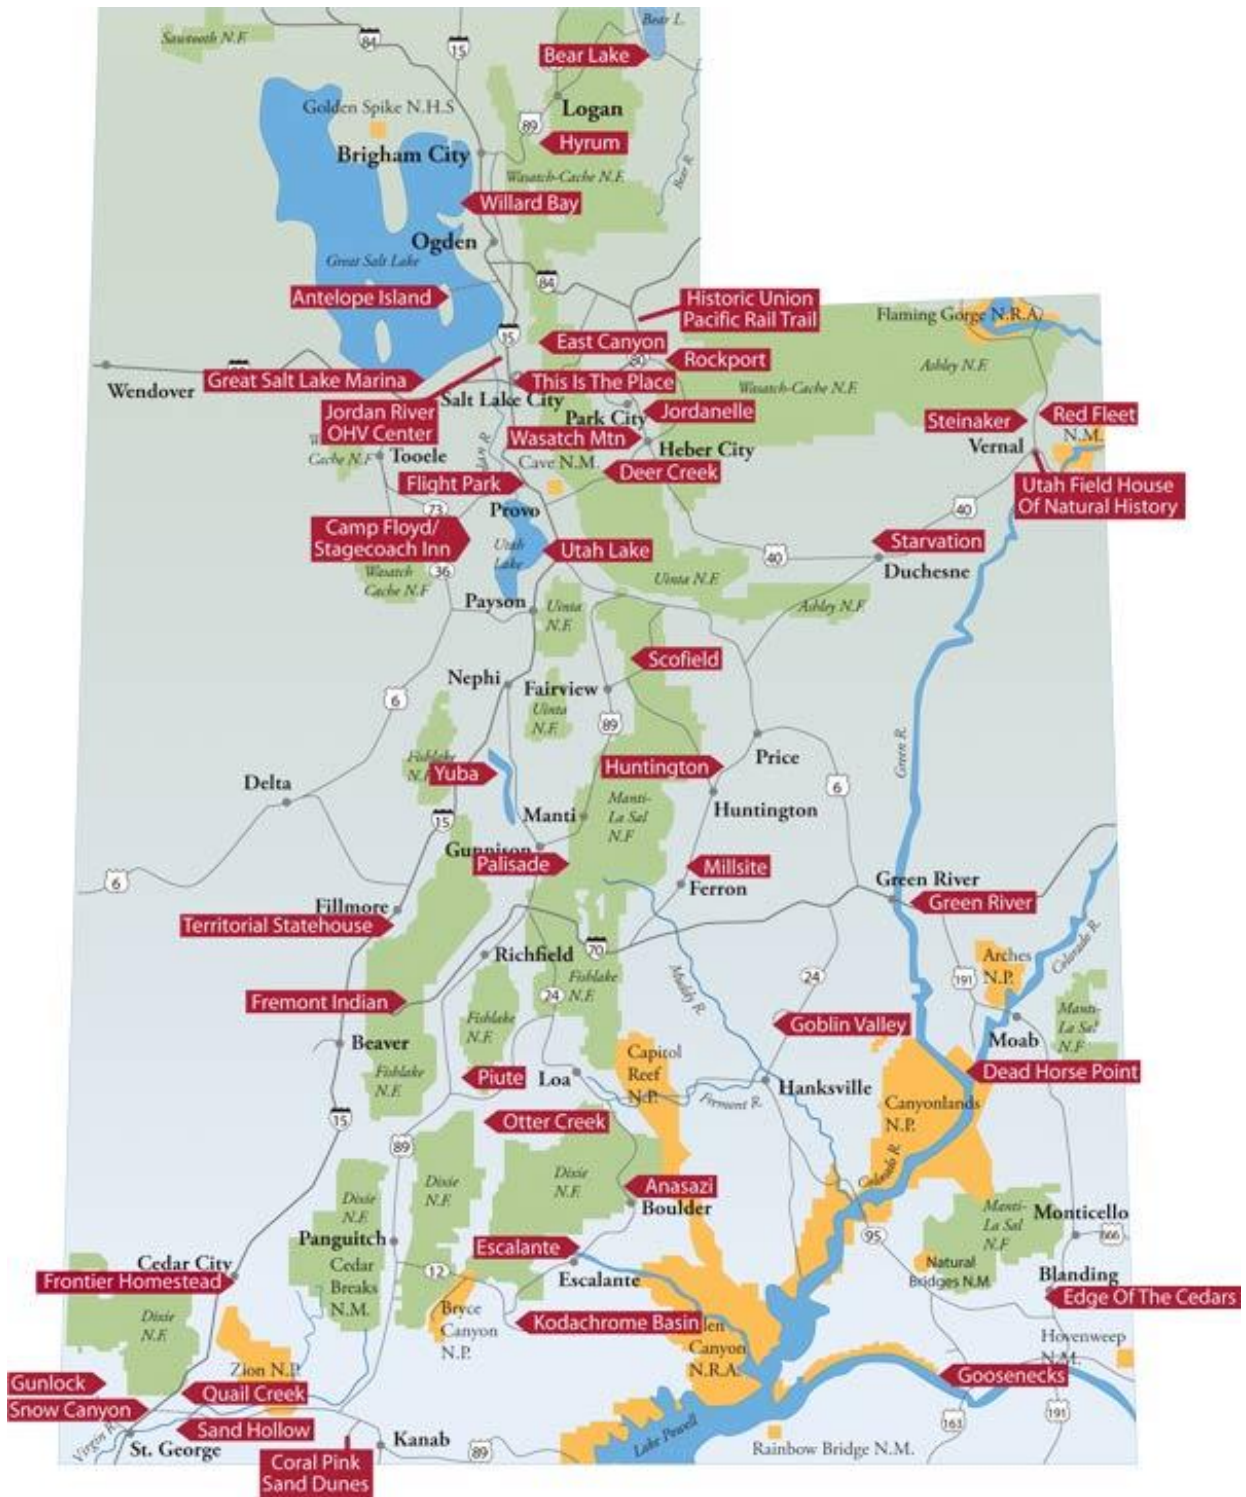 Sawtooth N.F.
84
15
Bear L.
Bear Lake
Golden Spike N.H.S
Logan
89
Hyrum
Brigham City
Wasatch-Cache N.F.
Bear R.
Willard Bay
Ogden
Great Salt Lake
84
Antelope Island
Historic Union
Pacific Rail Trail
Flaming Gorge N.R.A.
15
East Canyon
80
Rockport
Ashley N.F.
Wendover
Great Salt Lake Marina
This Is The Place
Wasatch-Cache N.F.
Salt Lake City
Jordan River
OHV Center
Park City
Jordanelle
Steinaker
Red Fleet
N.M.
Wasatch Mtn
Heber City
Vernal
Cache N.F
Tooele
Cave N.M.
Deer Creek
Flight Park
Utah Field House
Of Natural History
73
Provo
40
Camp Floyd/
Stagecoach Inn
Utah
Lake
Utah Lake
Starvation
40
Duchesne
36
Wasatch
Cache N.F
Uinta N.F.
Payson
Uinta
N.F.
Ashley N.F.
Scofield
Nephi
Fairview
6
Uinta
N.F.
89
Green R.
Fishlake
N.F.
Yuba
Huntington
Price
Delta
6
Manti-
La Sal
N.F
Huntington
15
Manti
Gunnison
Palisade
Millsite
6
Ferron
Green River
Fillmore
Green River
Territorial Statehouse
70
Richfield
Colorado R.
Arches
N.P.
Muddy R.
24
191
Fishlake
N.F.
24
Fremont Indian
Manti-
La Sal
N.F
Fishlake
N.F.
Goblin Valley
Moab
Beaver
Capitol
Reef
N.P.
Fishlake
N.F.
Piute
Loa
Dead Horse Point
Hanksville
Fremont R.
Canyonlands
N.P.
15
Otter Creek
89
Dixie
N.F.
Dixie
N.F.
Colorado R.
Dixie
N.F.
Anasazi
Boulder
Manti-
La Sal
N.F
Monticello
Panguitch
Escalante
95
666
Cedar City
Cedar
Breaks
N.M.
12
Escalante
Natural
Bridges N.M.
Blanding
Frontier Homestead
Edge Of The Cedars
Dixie
N.F.
Bryce
Canyon
N.P.
Kodachrome Basin
len
Canyon
N.R.A.
Hovenweep
N.M.
Zion N.P.
Gunlock
Quail Creek
Goosenecks
Snow Canyon
Sand Hollow
191
163
Virgin R.
St. George
Kanab
89
Lake Powell
Rainbow Bridge N.M.
Coral Pink
Sand Dunes